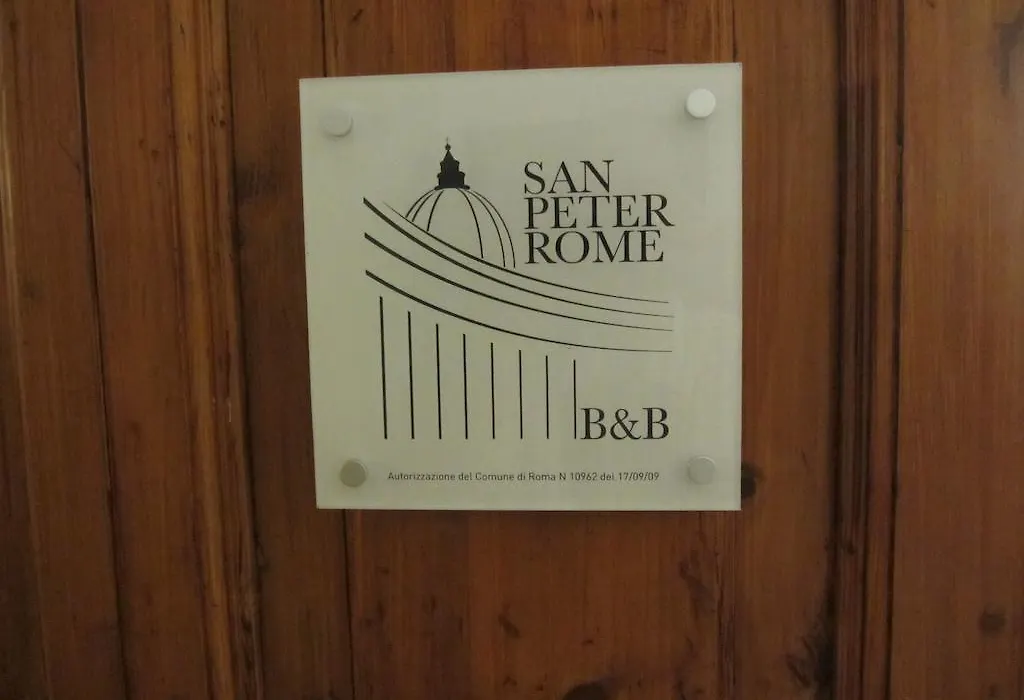 SAN
PETER
ROME
B&B
Autorizzazione del Comune di Roma N 10962 del 17/09/09